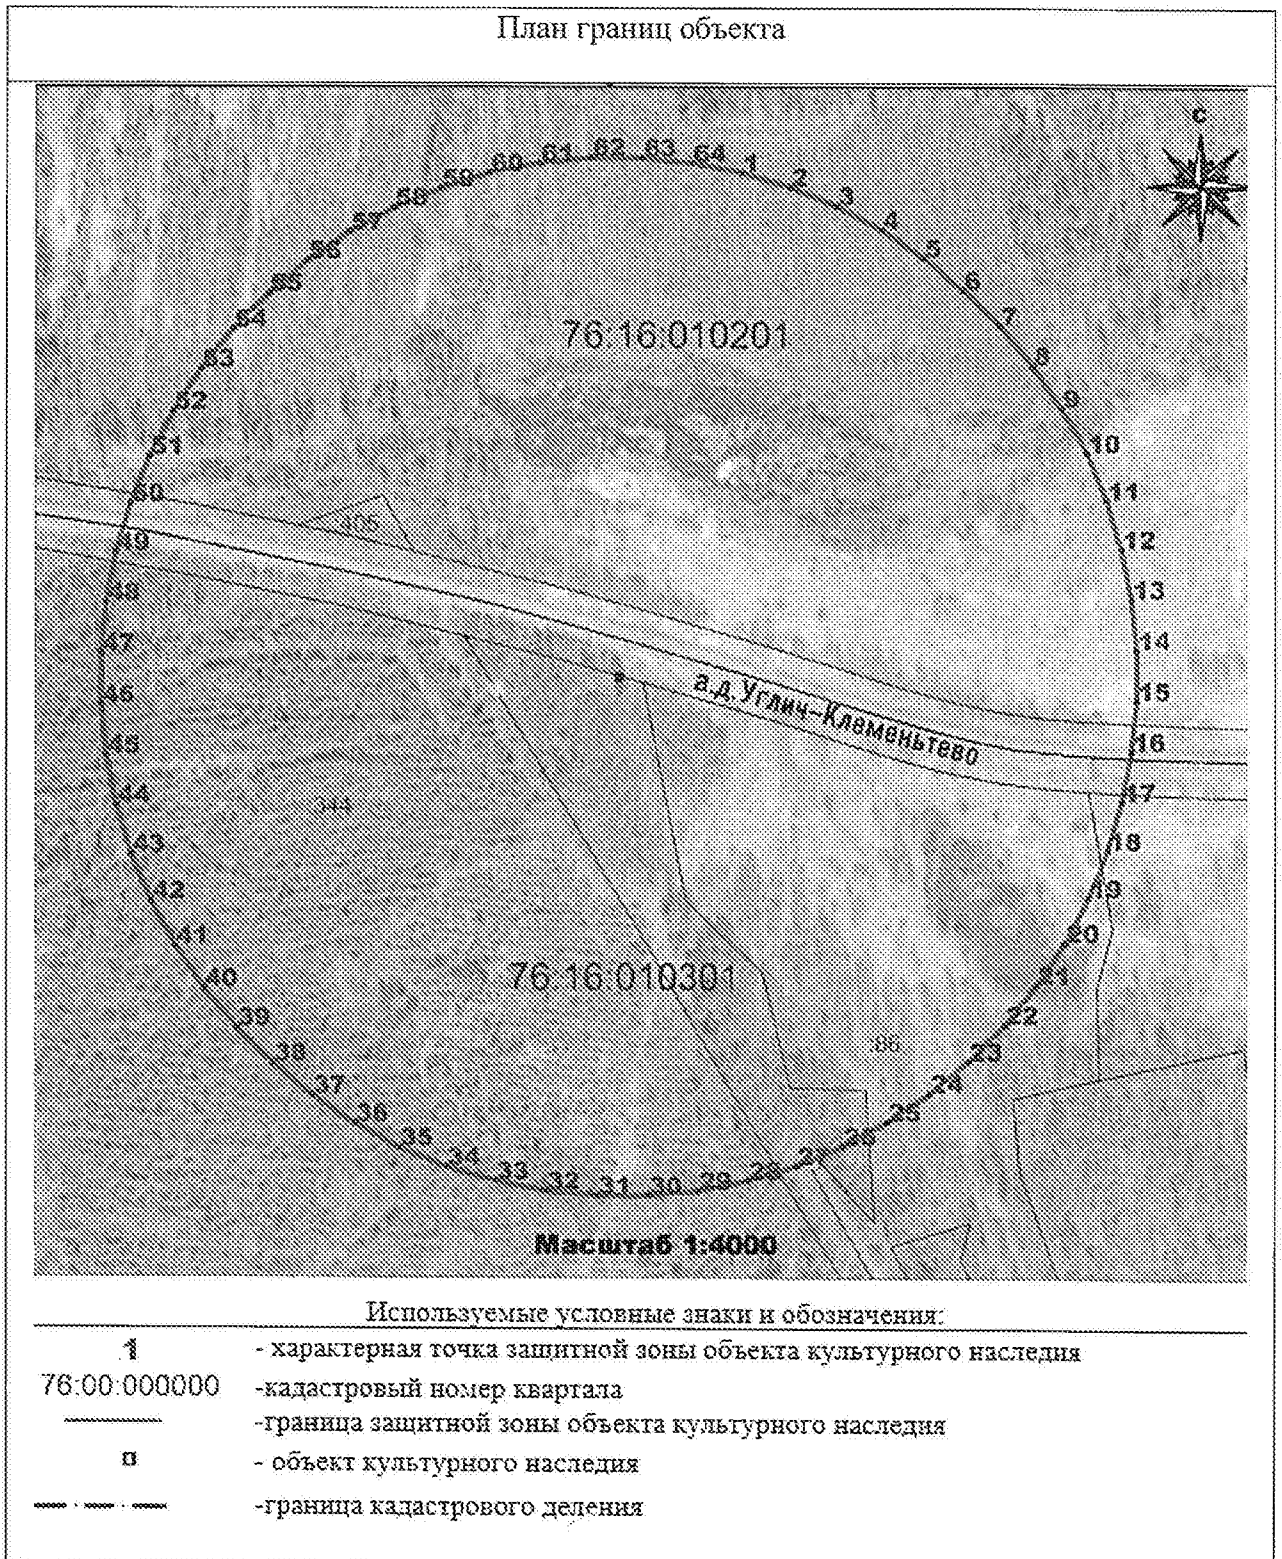 План границ объекта
С
60 61 62 63 64 1
59 2
58 3
57 4
56 5
55 6
54 7
76:16:010201
53 8
52 9
51 10
50 11
:405
49 12
48 13
47 14
46 15
а.д. Углич-Клеменьтево
45 16
44 17
43 18
42 19
41 20
40 76:16:010301 21
39 22
38 :86 23
37 24
36 25
35 26
34 27
33 32 31 30 29 28
Масштаб 1:4000
Используемые условные знаки и обозначения:
1 - характерная точка защитной зоны объекта культурного наследия
76:00:000000 -кадастровый номер квартала
-граница защитной зоны объекта культурного наследия
- объект культурного наследия
-граница кадастрового деления